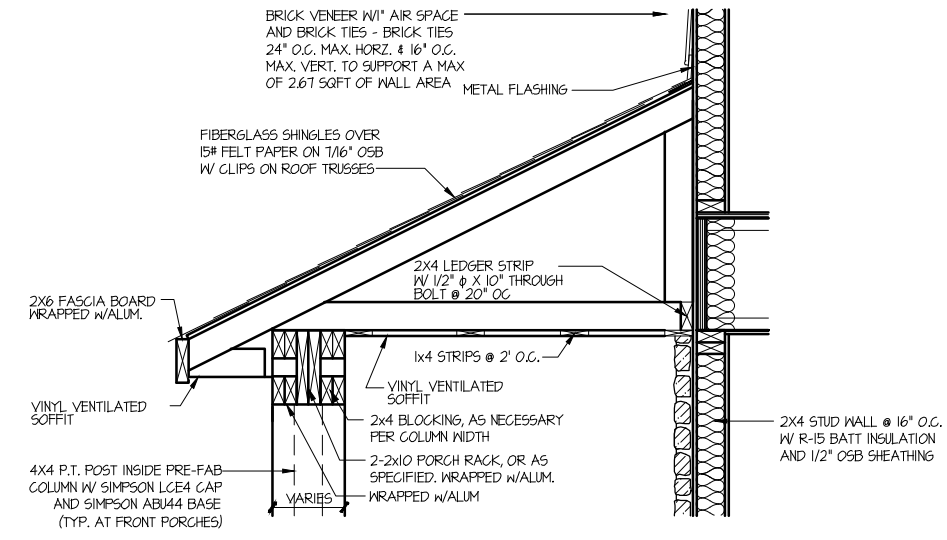 BRICK VENEER W/1" AIR SPACE
AND BRICK TIES - BRICK TIES
24" O.C. MAX. HORZ. & 16" O.C.
MAX. VERT. TO SUPPORT A MAX
OF 2.67 SQFT OF WALL AREA
METAL FLASHING
FIBERGLASS SHINGLES OVER
15# FELT PAPER ON 7/16" OSB
W/ CLIPS ON ROOF TRUSSES
2X4 LEDGER STRIP
W/ 1/2" ϕ X 10" THROUGH
BOLT @ 20" OC
2X6 FASCIA BOARD
WRAPPED W/ALUM.
1x4 STRIPS @ 2' O.C.
VINYL VENTILATED
SOFFIT
VINYL VENTILATED
SOFFIT
2x4 BLOCKING, AS NECESSARY
PER COLUMN WIDTH
2X4 STUD WALL @ 16" O.C.
W/ R-15 BATT INSULATION
AND 1/2" OSB SHEATHING
2-2x10 PORCH RACK, OR AS
SPECIFIED. WRAPPED W/ALUM.
4X4 P.T. POST INSIDE PRE-FAB
COLUMN W/ SIMPSON LCE4 CAP
AND SIMPSON ABU44 BASE
(TYP. AT FRONT PORCHES)
VARIES
WRAPPED W/ALUM